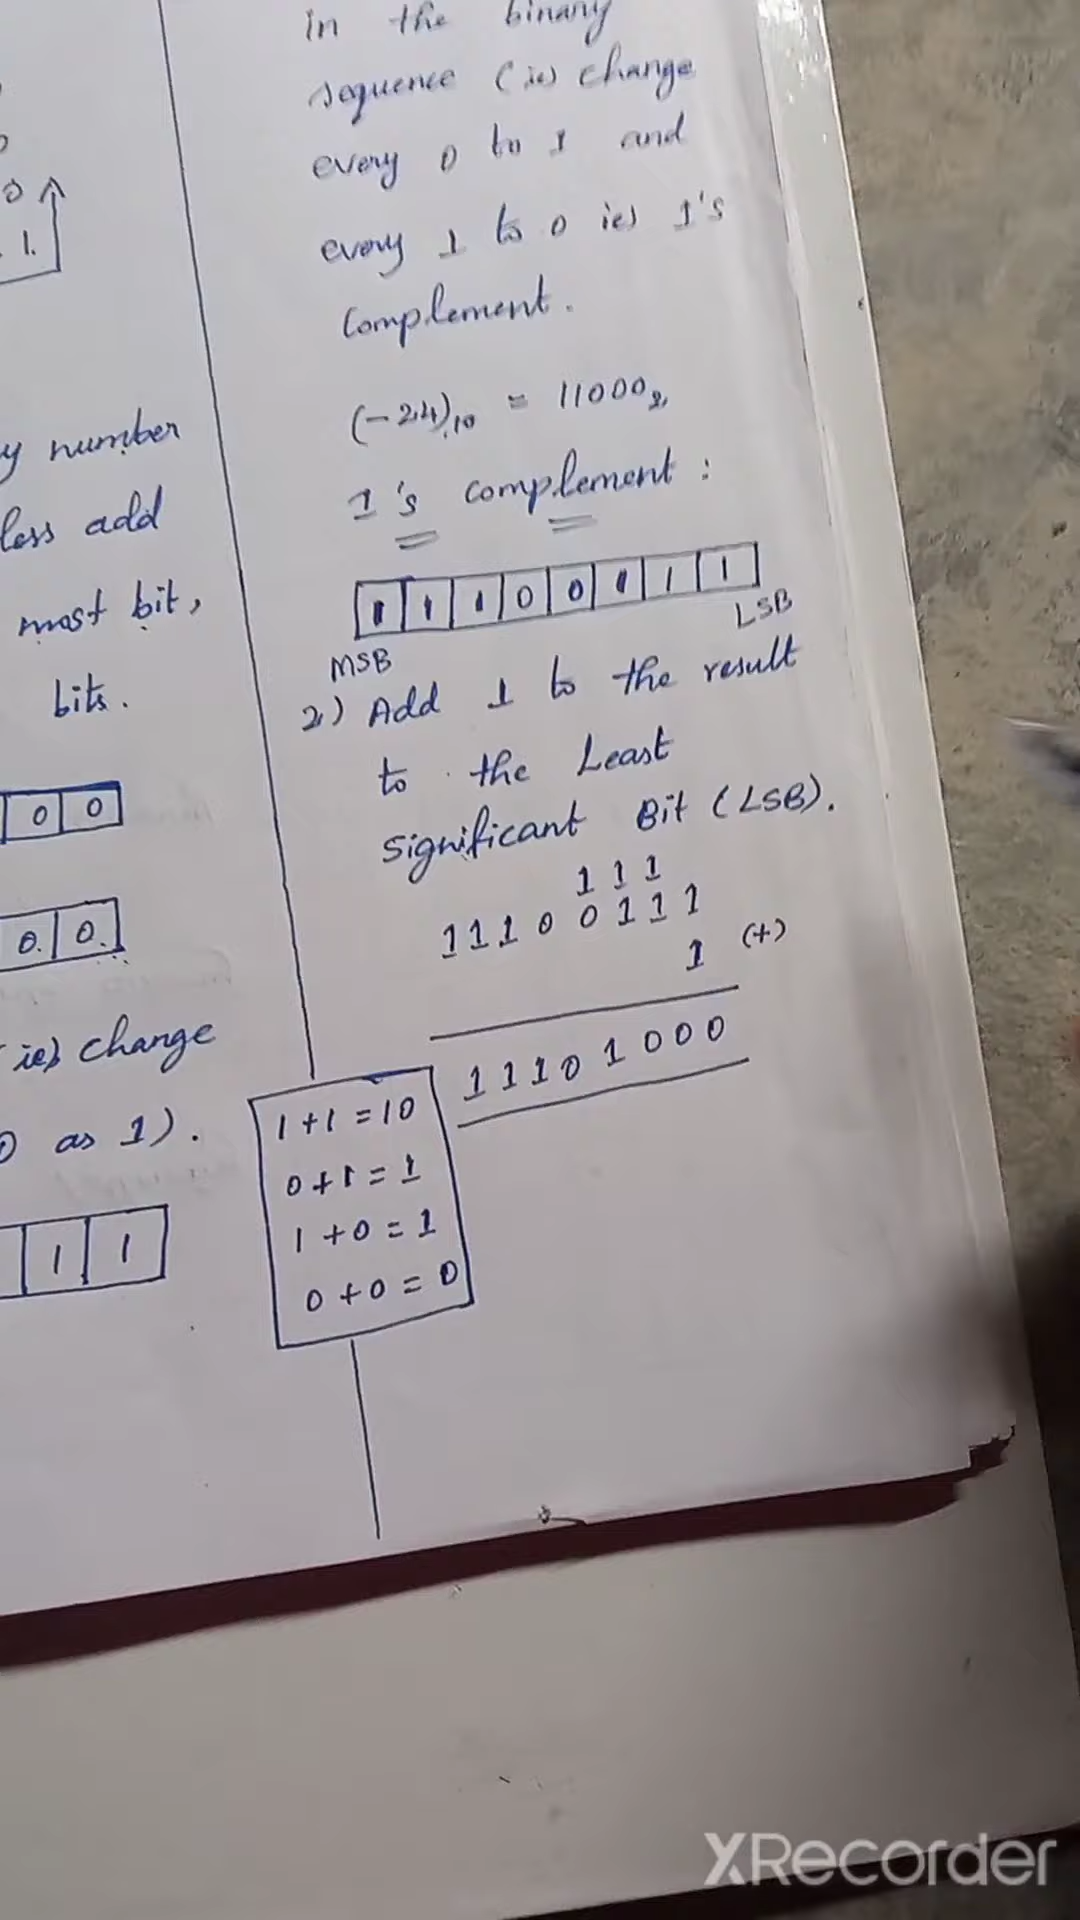 1.
y number
less add
most bit,
bits.
0 0
0. 0.
ie) change
0 as 1).
1 1
in the binary
sequence (ie) change
every 0 to 1 and
every 1 to 0 ie) 1's
Complement.
(-24)10 = 110002
1's complement :
1 1 1 0 0 1 1 1
MSB LSB
2) Add 1 to the result
to the Least
Significant Bit (LSB).
1 1 1
1 1 1 0 0 1 1 1
1 (+)
1 1 1 0 1 0 0 0
1 + 1 = 10
0 + 1 = 1
1 + 0 = 1
0 + 0 = 0
XRecorder